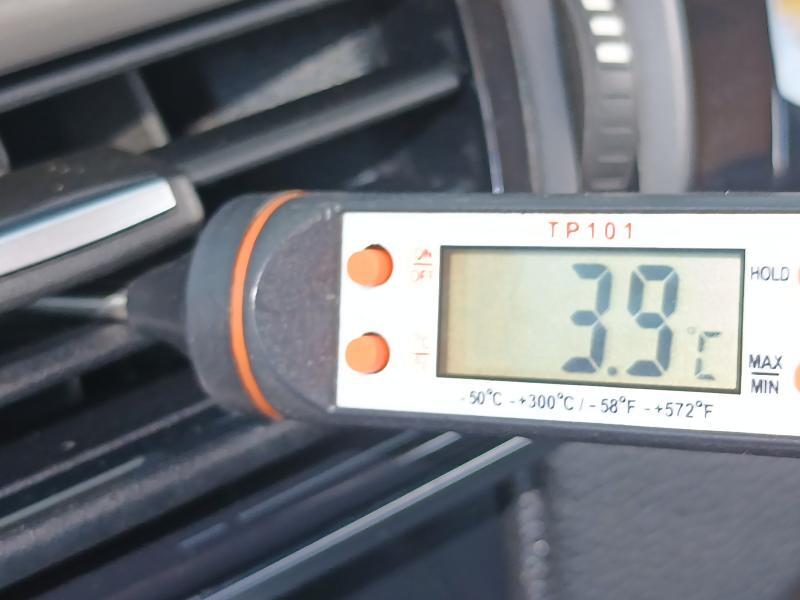 TP101
OFF
3.9°C
HOLD
MAX
MIN
-50°C -+300°C / -58°F -+572°F